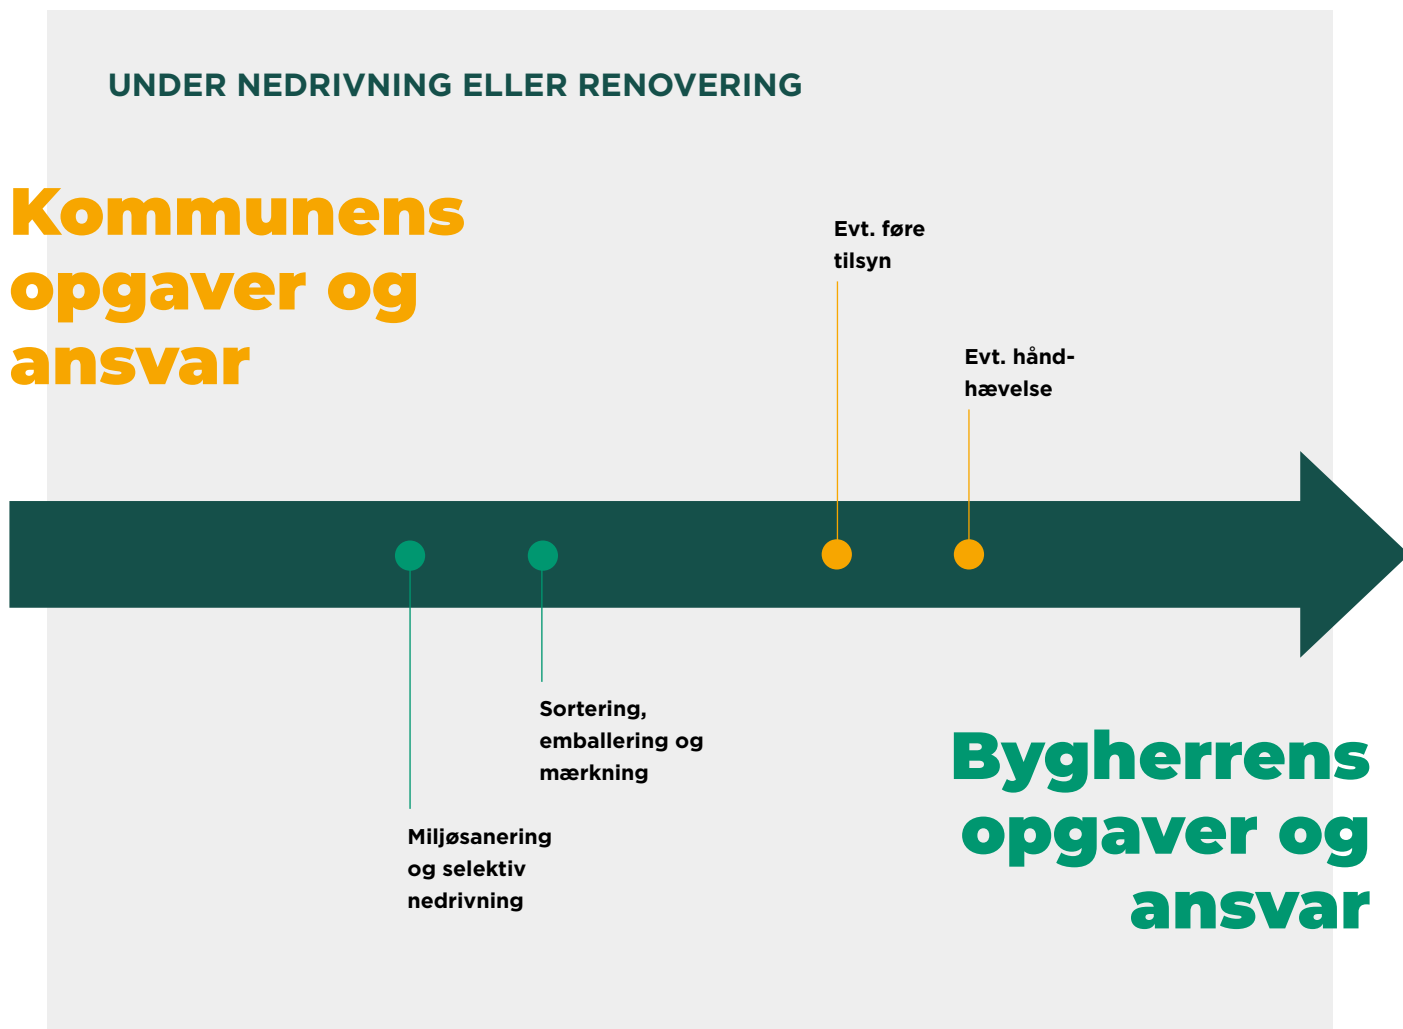 UNDER NEDRIVNING ELLER RENOVERING
Kommunens
opgaver og
ansvar
Evt. føre
tilsyn
Evt. hånd-
hævelse
Sortering,
emballering og
mærkning
Miljøsanering
og selektiv
nedrivning
Bygherrens
opgaver og
ansvar